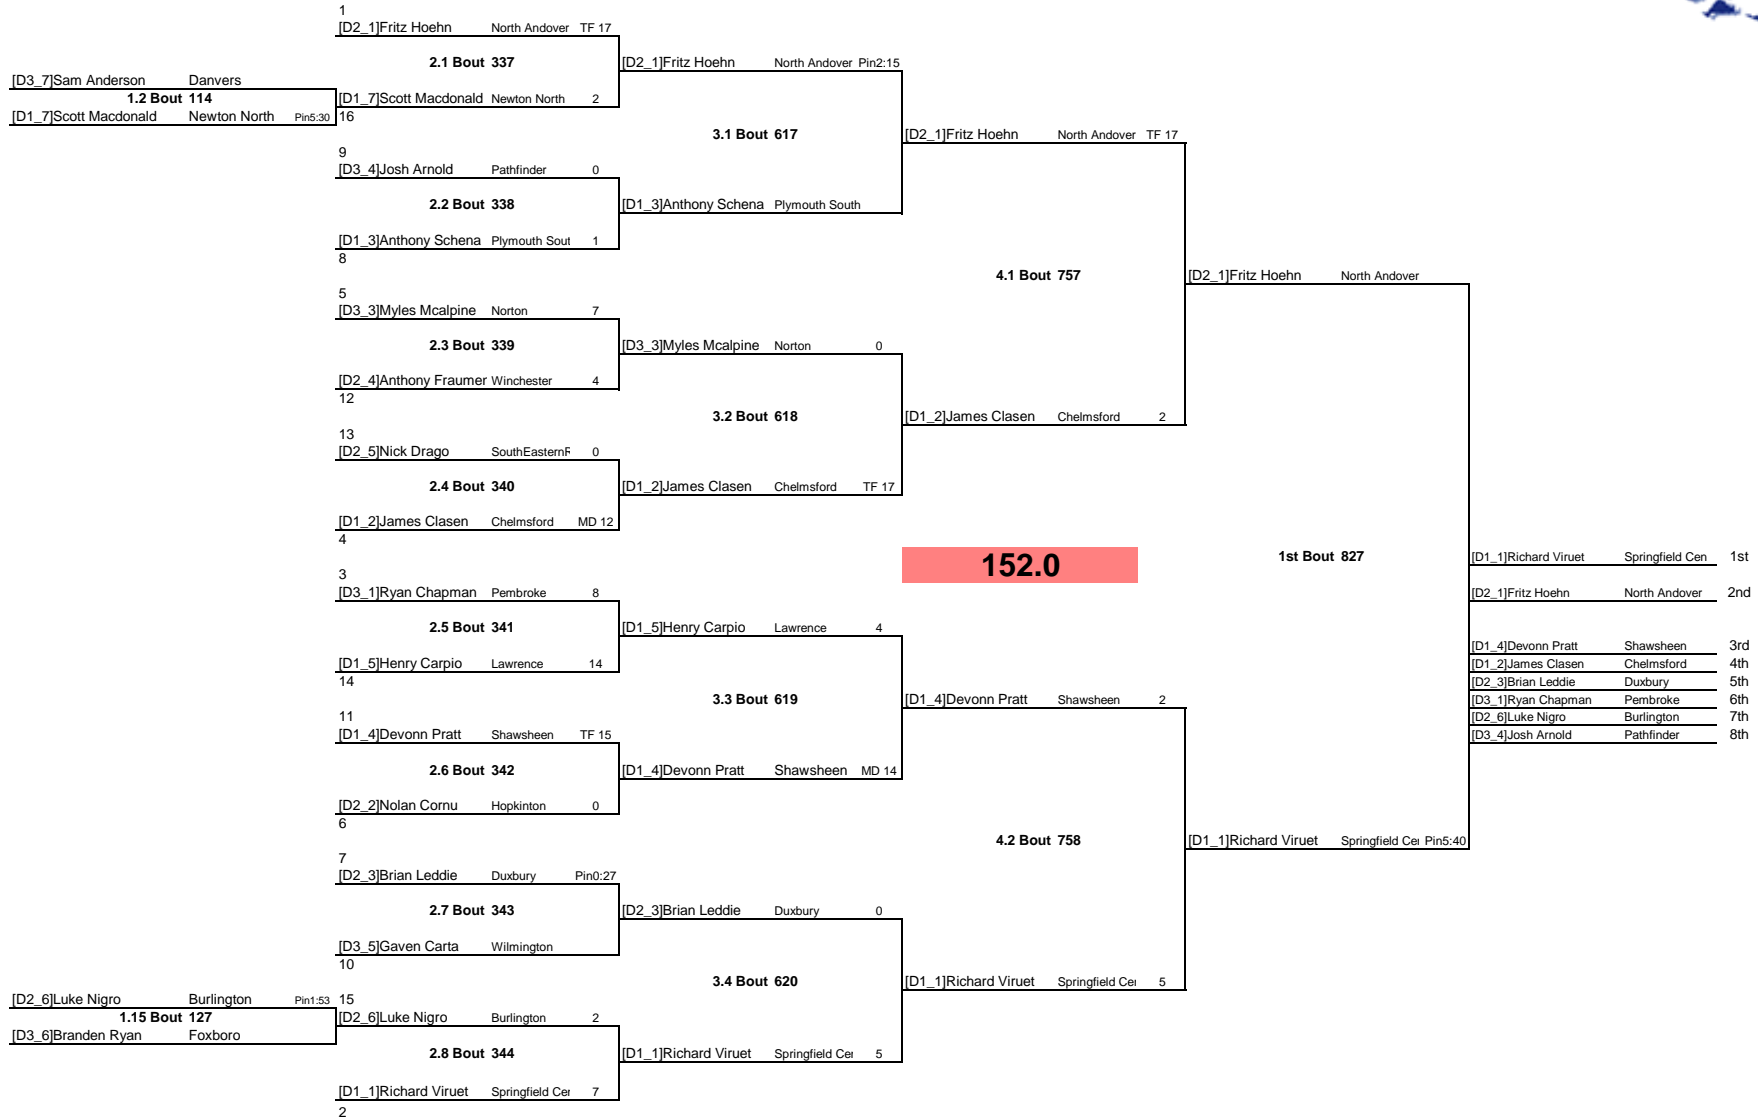 1
[D2_1]Fritz Hoehn North Andover TF 17
2.1 Bout 337
[D2_1]Fritz Hoehn North Andover Pin2:15
[D3_7]Sam Anderson Danvers
1.2 Bout 114
[D1_7]Scott Macdonald Newton North 2
[D1_7]Scott Macdonald Newton North Pin5:30
16
3.1 Bout 617
[D2_1]Fritz Hoehn North Andover TF 17
9
[D3_4]Josh Arnold Pathfinder 0
2.2 Bout 338
[D1_3]Anthony Schena Plymouth South
[D1_3]Anthony Schena Plymouth Sout 1
8
4.1 Bout 757
[D2_1]Fritz Hoehn North Andover
5
[D3_3]Myles Mcalpine Norton 7
2.3 Bout 339
[D3_3]Myles Mcalpine Norton 0
[D2_4]Anthony Fraumer Winchester 4
12
3.2 Bout 618
[D1_2]James Clasen Chelmsford 2
13
[D2_5]Nick Drago SouthEasternR 0
2.4 Bout 340
[D1_2]James Clasen Chelmsford TF 17
[D1_2]James Clasen Chelmsford MD 12
4
152.0
1st Bout 827
[D1_1]Richard Viruet Springfield Cen 1st
3
[D3_1]Ryan Chapman Pembroke 8
[D2_1]Fritz Hoehn North Andover 2nd
2.5 Bout 341
[D1_5]Henry Carpio Lawrence 4
[D1_4]Devonn Pratt Shawsheen 3rd
[D1_5]Henry Carpio Lawrence 14
[D1_2]James Clasen Chelmsford 4th
14
[D2_3]Brian Leddie Duxbury 5th
3.3 Bout 619
[D1_4]Devonn Pratt Shawsheen 2
[D3_1]Ryan Chapman Pembroke 6th
11
[D2_6]Luke Nigro Burlington 7th
[D1_4]Devonn Pratt Shawsheen TF 15
[D3_4]Josh Arnold Pathfinder 8th
2.6 Bout 342
[D1_4]Devonn Pratt Shawsheen MD 14
[D2_2]Nolan Cornu Hopkinton 0
6
4.2 Bout 758
[D1_1]Richard Viruet Springfield Cer Pin5:40
7
[D2_3]Brian Leddie Duxbury Pin0:27
2.7 Bout 343
[D2_3]Brian Leddie Duxbury 0
[D3_5]Gaven Carta Wilmington
10
3.4 Bout 620
[D1_1]Richard Viruet Springfield Cer 5
[D2_6]Luke Nigro Burlington Pin1:53
15
1.15 Bout 127
[D2_6]Luke Nigro Burlington 2
[D3_6]Branden Ryan Foxboro
2.8 Bout 344
[D1_1]Richard Viruet Springfield Cer 5
[D1_1]Richard Viruet Springfield Cer 7
2